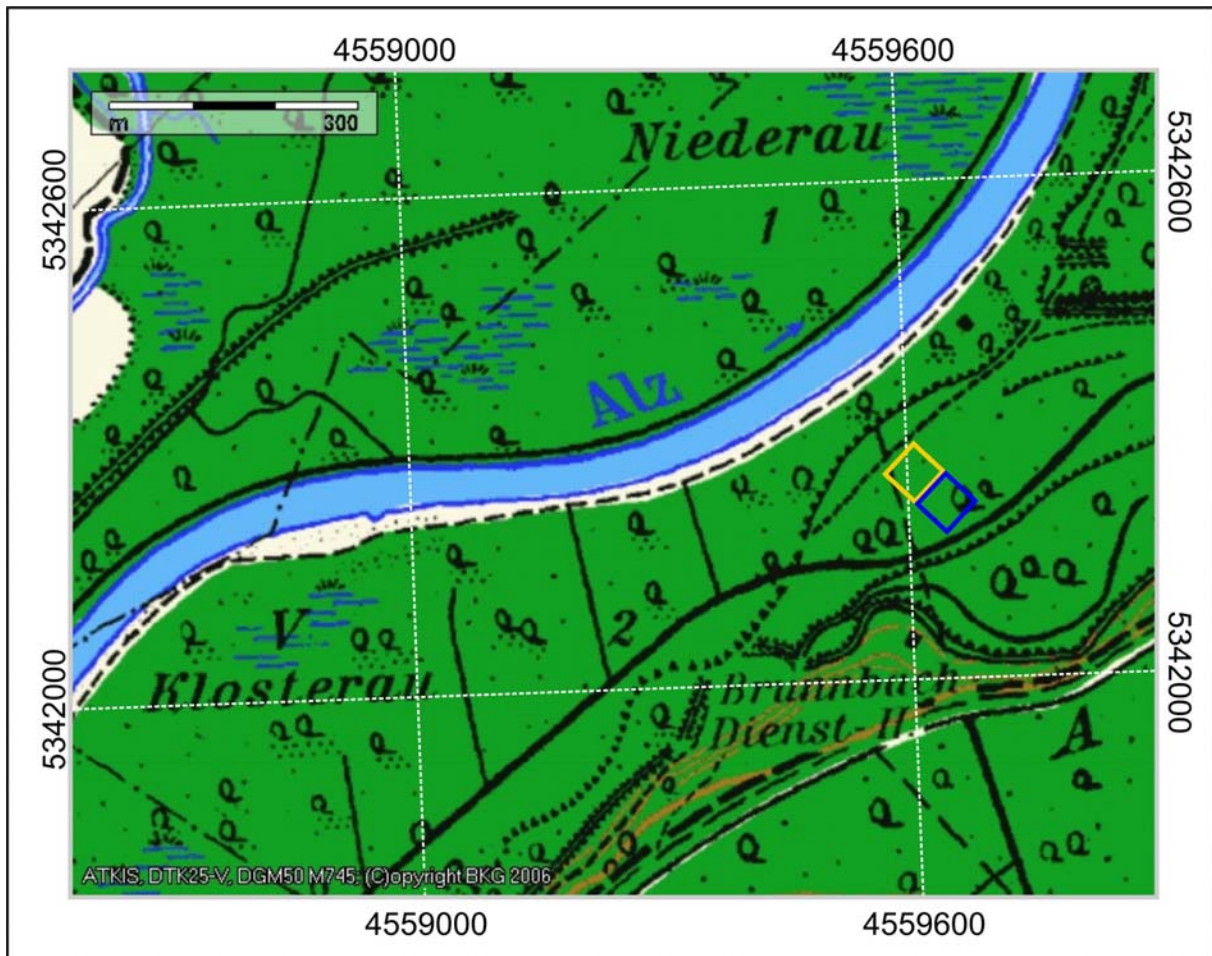 4559000 4559600
m 300
5342600
5342600
Niederau
1
Alz
2
V
Klosterau
5342000
5342000
Brunnbach
Dienst-H
A
ATKIS, DTK25-V, DGM50 M745; (C)opyright BKG 2006
4559000 4559600